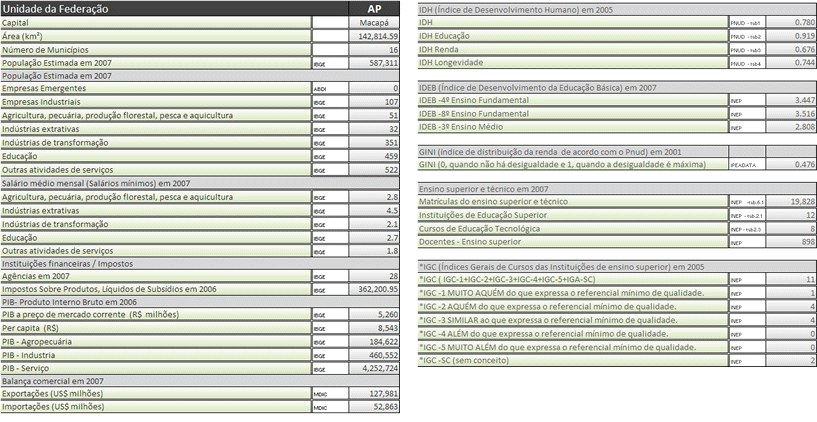 Unidade da Federação AP
Capital Macapá
Área (km²) 142,814.59
Número de Municípios 16
População Estimada em 2007 IBGE 587,311
População Estimada em 2007
Empresas Emergentes ABDI 0
Empresas Industriais IBGE 107
Agricultura, pecuária, produção florestal, pesca e aquicultura IBGE 51
Indústrias extrativas IBGE 32
Indústrias de transformação IBGE 351
Educação IBGE 459
Outras atividades de serviços IBGE 522
Salário médio mensal (Salários mínimos) em 2007
Agricultura, pecuária, produção florestal, pesca e aquicultura IBGE 2.8
Indústrias extrativas IBGE 4.5
Indústrias de transformação IBGE 2.1
Educação IBGE 2.7
Outras atividades de serviços IBGE 1.8
Instituições financeiras / Impostos
Agências em 2007 IBGE 28
Impostos Sobre Produtos, Líquidos de Subsídios em 2006 IBGE 362,200.95
PIB- Produto Interno Bruto em 2006
PIB a preço de mercado corrente (R$ milhões) IBGE 5,260
Per capita (R$) IBGE 8,543
PIB - Agropecuária IBGE 184,622
PIB - Industria IBGE 460,552
PIB - Serviço IBGE 4,252,724
Balança comercial em 2007
Exportações (US$ milhões) MDIC 127,981
Importações (US$ milhões) MDIC 52,863
IDH (Índice de Desenvolvimento Humano) em 2005
IDH PNUD - tab1 0.780
IDH Educação PNUD - tab2 0.919
IDH Renda PNUD - tab3 0.676
IDH Longevidade PNUD - tab4 0.744
IDEB (Índice de Desenvolvimento da Educação Básica) em 2007
IDEB -4ª Ensino Fundamental INEP 3.447
IDEB -8ª Ensino Fundamental INEP 3.516
IDEB -3ª Ensino Médio INEP 2.808
GINI (índice de distribuição da renda de acordo com o Pnud) em 2001
GINI (0, quando não há desigualdade e 1, quando a desigualdade é máxima) IPEADATA 0.476
Ensino superior e técnico em 2007
Matrículas do ensino superior e técnico INEP -tab.6.1 19,828
Instituições de Educação Superior INEP - tab.2.1 12
Cursos de Educação Tecnológica INEP - tab2.3 8
Docentes - Ensino superior INEP 898
*IGC (Índices Gerais de Cursos das Instituições de ensino superior) em 2005
*IGC ( IGC-1+IGC-2+IGC-3+IGC-4+IGC-5+IGA-SC) INEP 11
*IGC -1 MUITO AQUÉM do que expressa o referencial mínimo de qualidade. INEP 1
*IGC -2 AQUÉM do que expressa o referencial mínimo de qualidade. INEP 4
*IGC -3 SIMILAR ao que expressa o referencial mínimo de qualidade. INEP 4
*IGC -4 ALÉM do que expressa o referencial mínimo de qualidade. INEP 0
*IGC -5 MUITO ALÉM do que expressa o referencial mínimo de qualidade. INEP 0
*IGC -SC (sem conceito) INEP 2